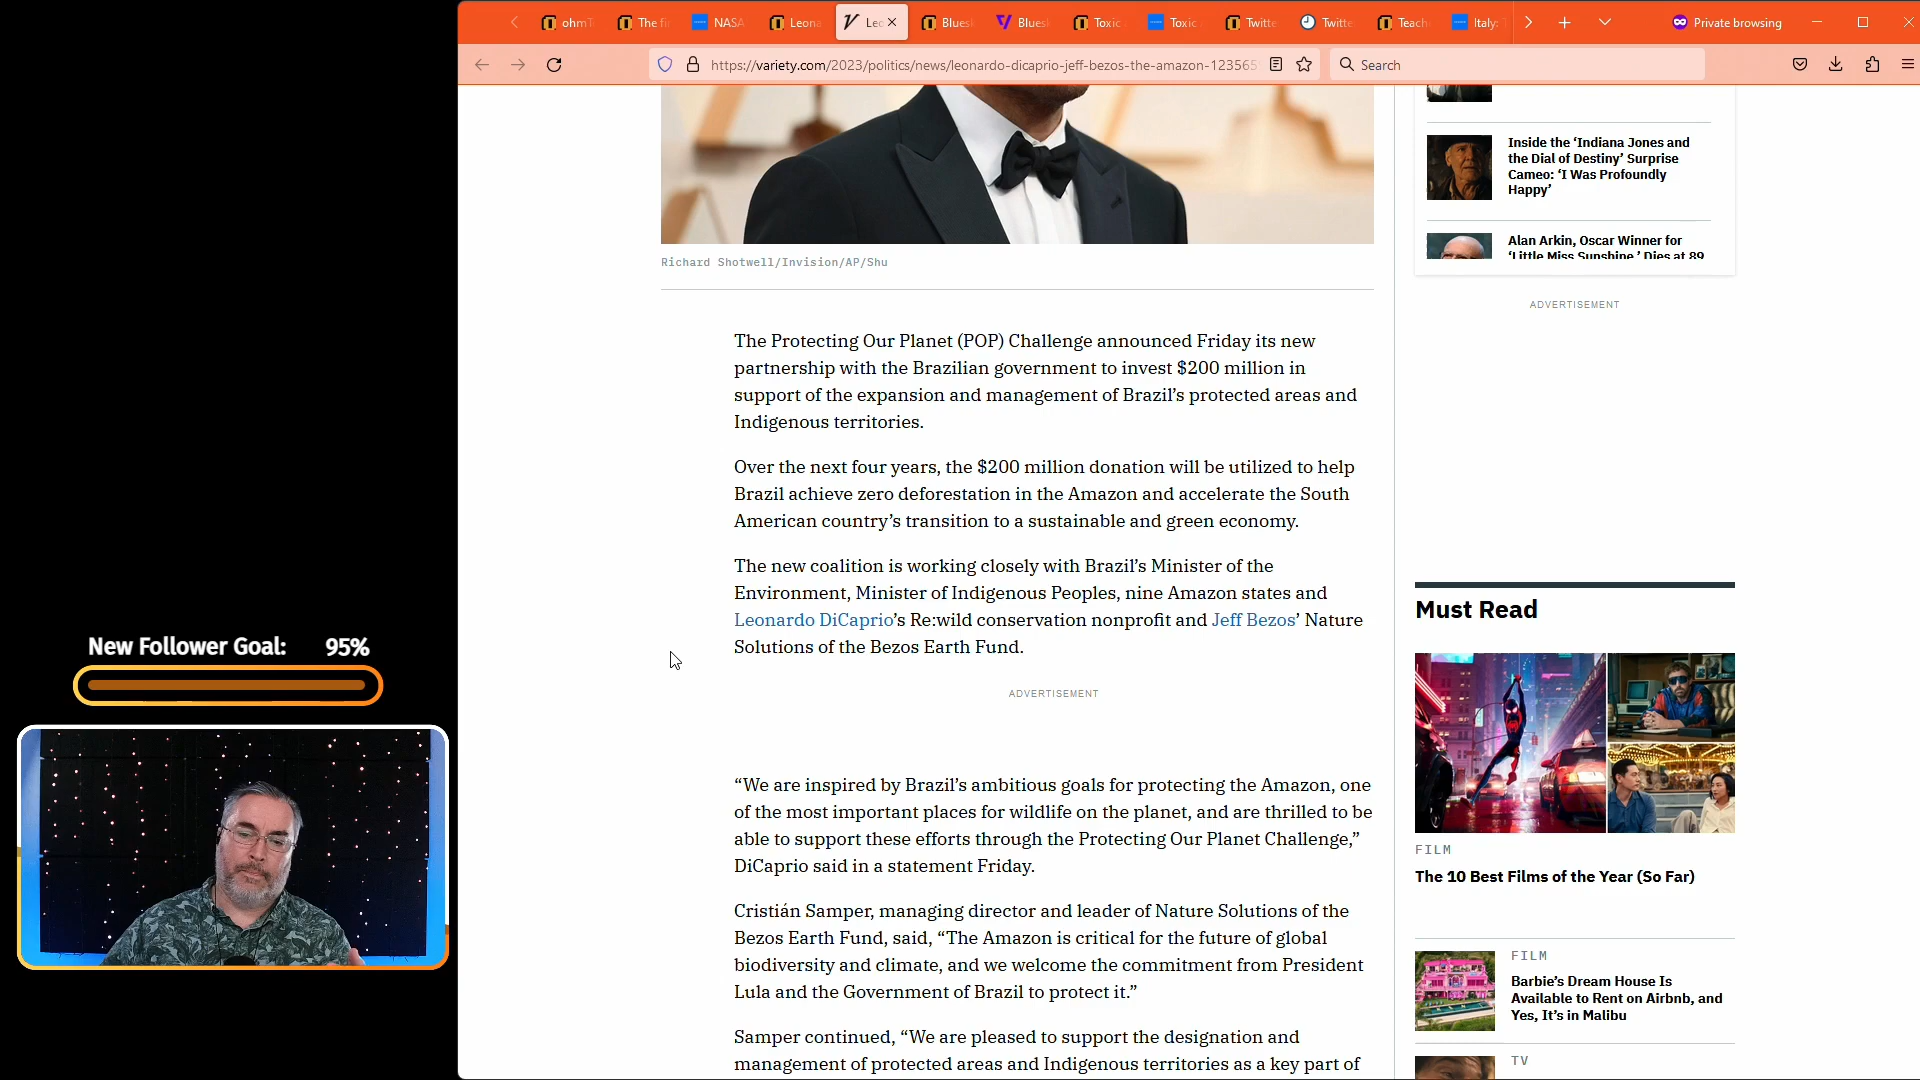 ohm
The fi
NASA
Leona
Leo
Blues
Blues
Toxic
Toxic
Twitte
Twitte
Teach
Italy:
Private browsing
https://variety.com/2023/politics/news/leonardo-dicaprio-jeff-bezos-the-amazon-123565
Search
Richard Shotwell/Invision/AP/Shu
The Protecting Our Planet (POP) Challenge announced Friday its new
partnership with the Brazilian government to invest $200 million in
support of the expansion and management of Brazil’s protected areas and
Indigenous territories.
Over the next four years, the $200 million donation will be utilized to help
Brazil achieve zero deforestation in the Amazon and accelerate the South
American country’s transition to a sustainable and green economy.
The new coalition is working closely with Brazil’s Minister of the
Environment, Minister of Indigenous Peoples, nine Amazon states and
Leonardo DiCaprio’s Re:wild conservation nonprofit and Jeff Bezos’ Nature
Solutions of the Bezos Earth Fund.
ADVERTISEMENT
“We are inspired by Brazil’s ambitious goals for protecting the Amazon, one
of the most important places for wildlife on the planet, and are thrilled to be
able to support these efforts through the Protecting Our Planet Challenge,”
DiCaprio said in a statement Friday.
Cristián Samper, managing director and leader of Nature Solutions of the
Bezos Earth Fund, said, “The Amazon is critical for the future of global
biodiversity and climate, and we welcome the commitment from President
Lula and the Government of Brazil to protect it.”
Samper continued, “We are pleased to support the designation and
management of protected areas and Indigenous territories as a key part of
Inside the ‘Indiana Jones and
the Dial of Destiny’ Surprise
Cameo: ‘I Was Profoundly
Happy’
Alan Arkin, Oscar Winner for
‘Little Miss Sunshine,’ Dies at 89
ADVERTISEMENT
Must Read
FILM
The 10 Best Films of the Year (So Far)
FILM
Barbie’s Dream House Is
Available to Rent on Airbnb, and
Yes, It’s in Malibu
TV
New Follower Goal: 95%